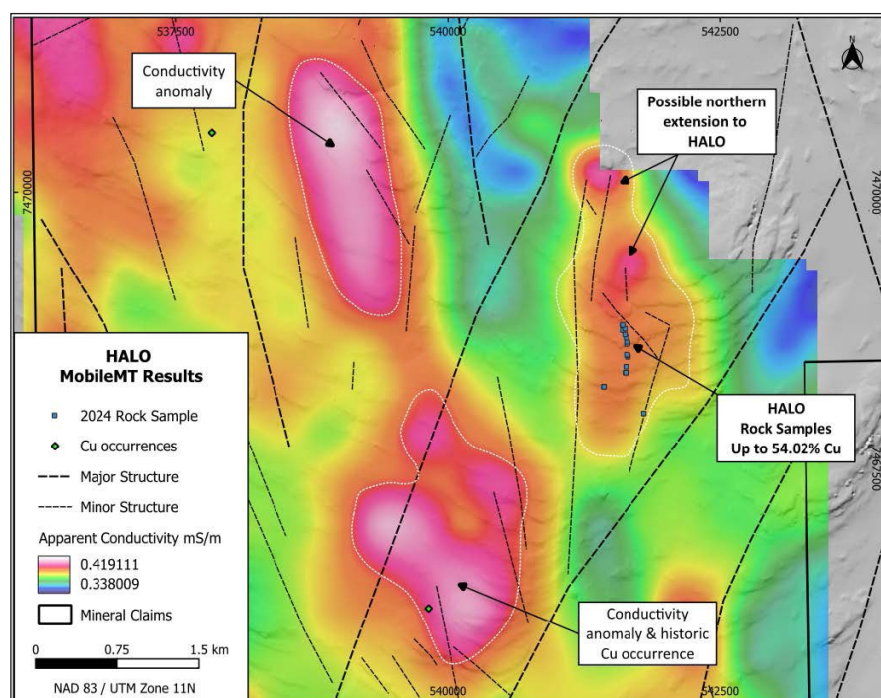 537500
540000
542500
N
Conductivity
anomaly
Possible northern
extension to
HALO
7470000
7470000
HALO
MobileMT Results
2024 Rock Sample
Cu occurrences
Major Structure
Minor Structure
Apparent Conductivity mS/m
0.419111
0.338009
Mineral Claims
0 0.75 1.5 km
NAD 83 / UTM Zone 11N
HALO
Rock Samples
Up to 54.02% Cu
7467500
Conductivity
anomaly & historic
Cu occurrence
540000
542500